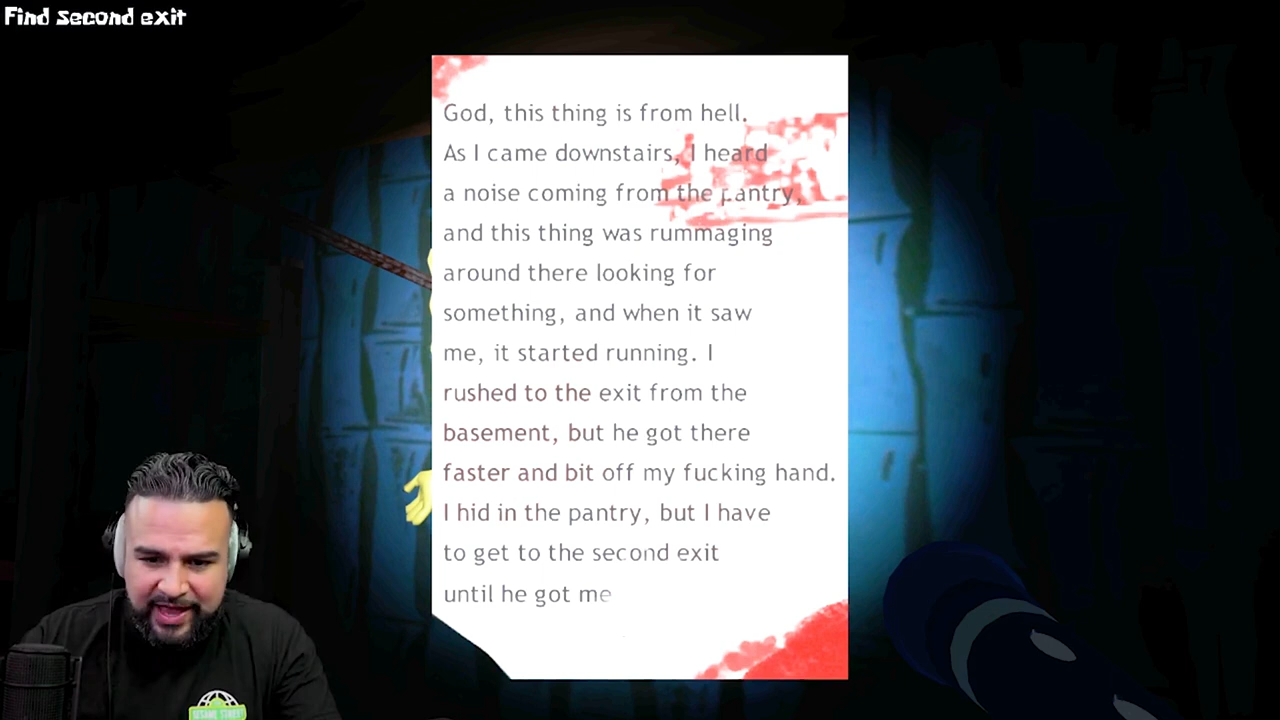 Find second exit
God, this thing is from hell.
As I came downstairs, I heard
a noise coming from the pantry,
and this thing was rummaging
around there looking for
something, and when it saw
me, it started running. I
rushed to the exit from the
basement, but he got there
faster and bit off my fucking hand.
I hid in the pantry, but I have
to get to the second exit
until he got me
SESAME STREET